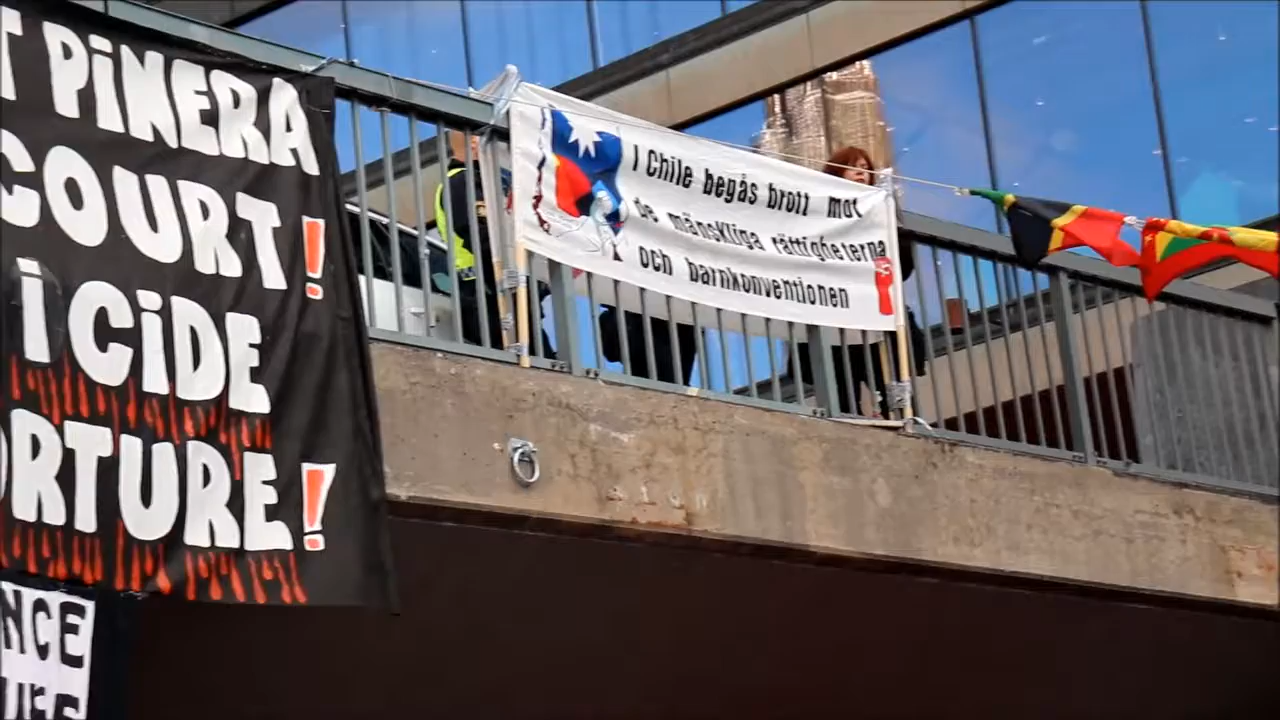 PiNERA
COURT!
iCiDE
ORTURE!
NCE
I Chile begås brott mot
de mänskliga rättigheterna
och barnkonventionen